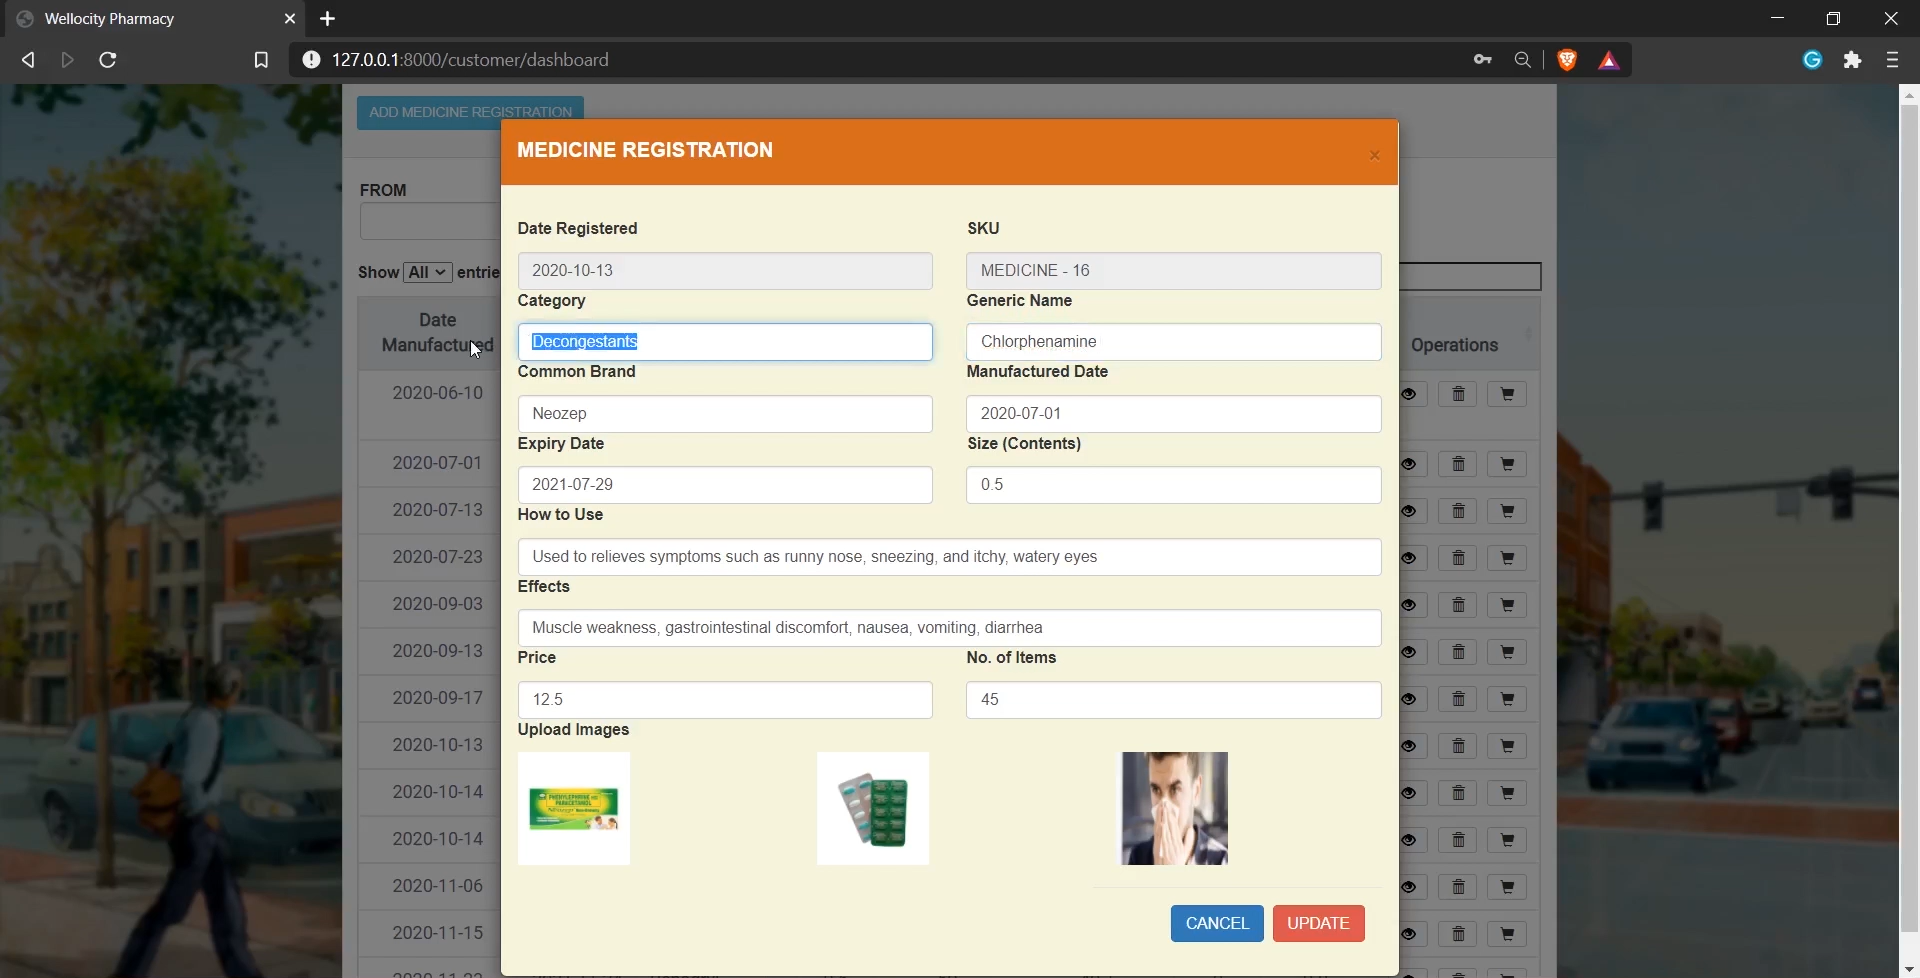 Wellocity Pharmacy
127.0.0.1:8000/customer/dashboard
ADD MEDICINE REGISTRATION
MEDICINE REGISTRATION
×
FROM
Date Registered
SKU
Show All entrie
2020-10-13
MEDICINE - 16
Category
Generic Name
Date
Manufactured
Decongestants
Chlorphenamine
Operations
Common Brand
Manufactured Date
2020-06-10
Neozep
2020-07-01
Expiry Date
Size (Contents)
2020-07-01
2021-07-29
0.5
2020-07-13
How to Use
2020-07-23
Used to relieves symptoms such as runny nose, sneezing, and itchy, watery eyes
Effects
2020-09-03
Muscle weakness, gastrointestinal discomfort, nausea, vomiting, diarrhea
2020-09-13
Price
No. of Items
2020-09-17
12.5
45
Upload Images
2020-10-13
2020-10-14
PHENYLEPHRINE
PARACETAMOL
2020-10-14
2020-11-06
2020-11-15
CANCEL
UPDATE